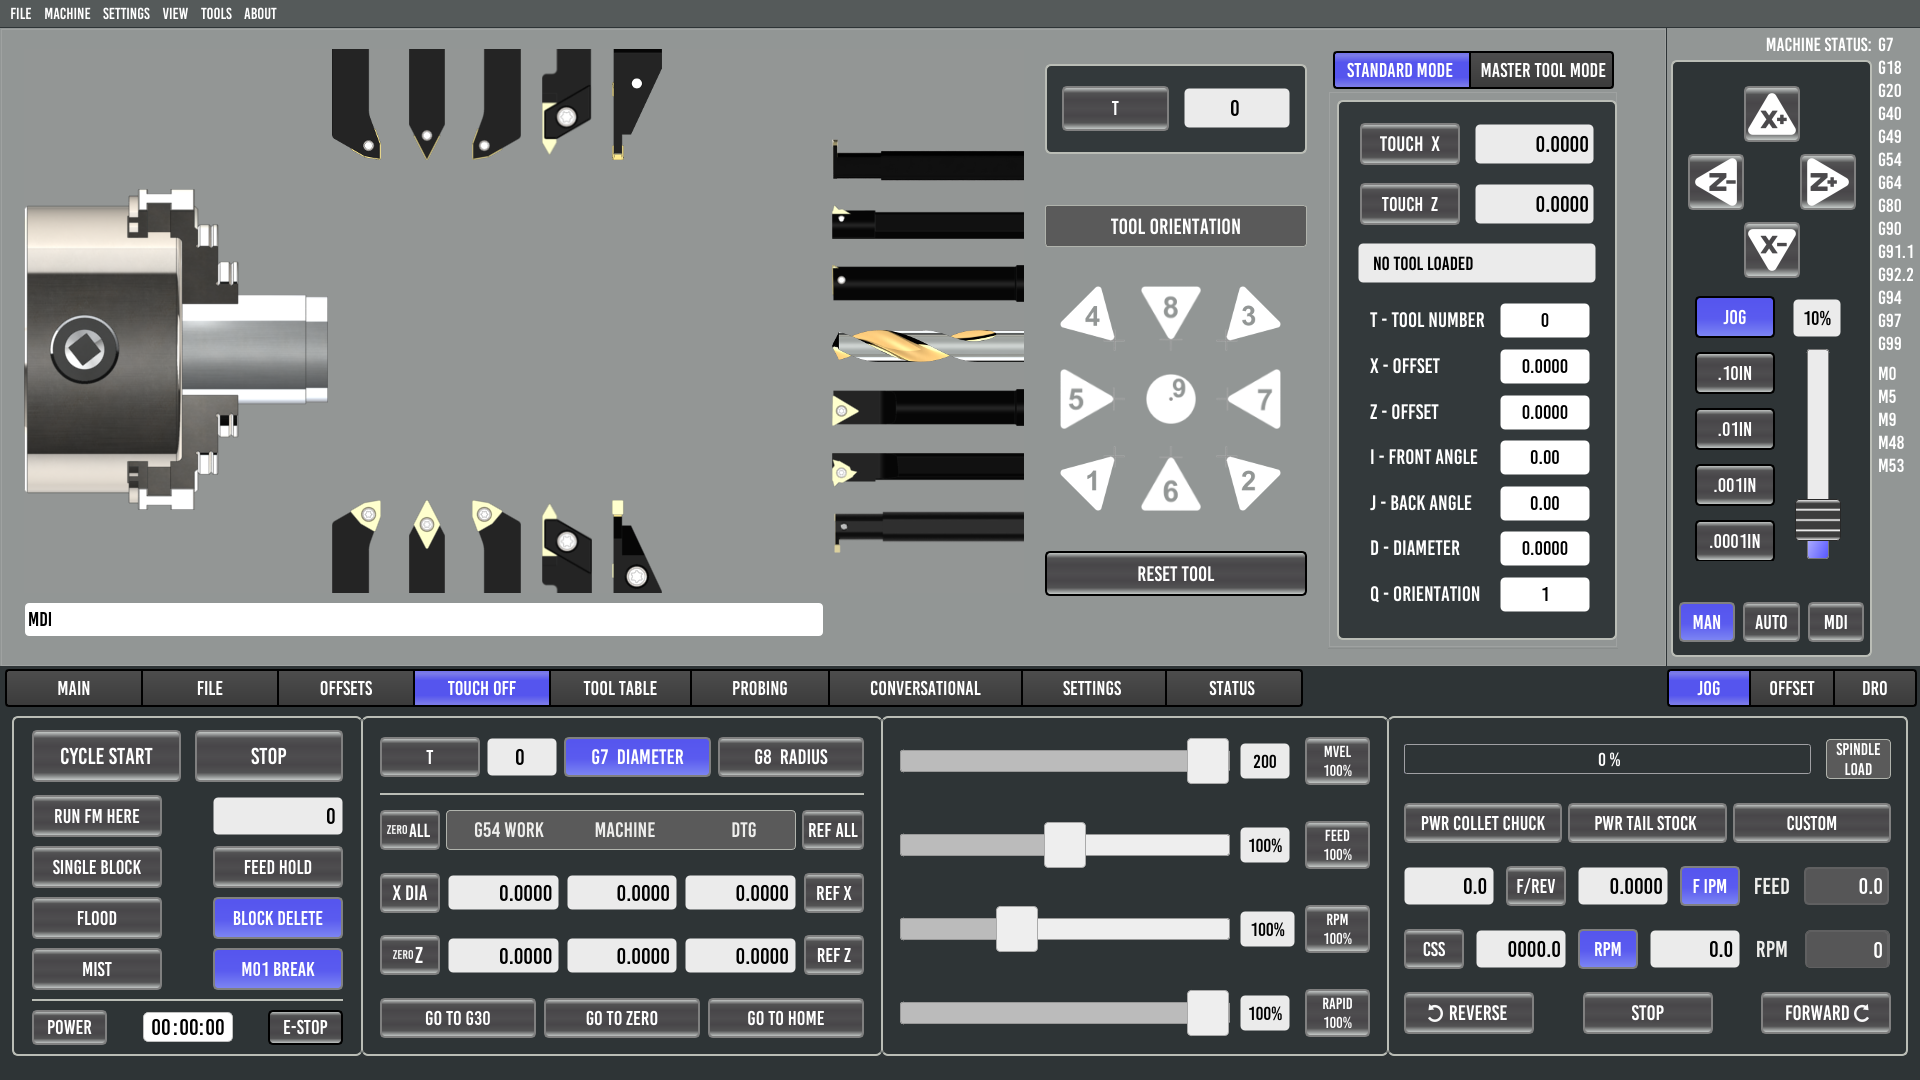 FILE MACHINE SETTINGS VIEW TOOLS ABOUT
MACHINE STATUS: G7
G18
G20
G40
G49
G54
G64
G80
G90
G91.1
G92.2
G94
G97
G99
M0
M5
M9
M48
M53
T 0
TOOL ORIENTATION
4 8 3
5 .9 7
1 6 2
RESET TOOL
STANDARD MODE MASTER TOOL MODE
TOUCH X 0.0000
TOUCH Z 0.0000
NO TOOL LOADED
T - TOOL NUMBER 0
X - OFFSET 0.0000
Z - OFFSET 0.0000
I - FRONT ANGLE 0.00
J - BACK ANGLE 0.00
D - DIAMETER 0.0000
Q - ORIENTATION 1
X+
Z- Z+
X-
JOG 10%
.10IN
.01IN
.001IN
.0001IN
MAN AUTO MDI
MDI
MAIN FILE OFFSETS TOUCH OFF TOOL TABLE PROBING CONVERSATIONAL SETTINGS STATUS
JOG OFFSET DRO
CYCLE START STOP
RUN FM HERE 0
SINGLE BLOCK FEED HOLD
FLOOD BLOCK DELETE
MIST M01 BREAK
POWER 00:00:00 E-STOP
T 0 G7 DIAMETER G8 RADIUS
ZERO ALL G54 WORK MACHINE DTG REF ALL
X DIA 0.0000 0.0000 0.0000 REF X
ZERO Z 0.0000 0.0000 0.0000 REF Z
GO TO G30 GO TO ZERO GO TO HOME
200 MVEL
100%
100% FEED
100%
100% RPM
100%
100% RAPID
100%
0 % SPINDLE
LOAD
PWR COLLET CHUCK PWR TAIL STOCK CUSTOM
0.0 F/REV 0.0000 F IPM FEED 0.0
CSS 0000.0 RPM 0.0 RPM 0
REVERSE STOP FORWARD